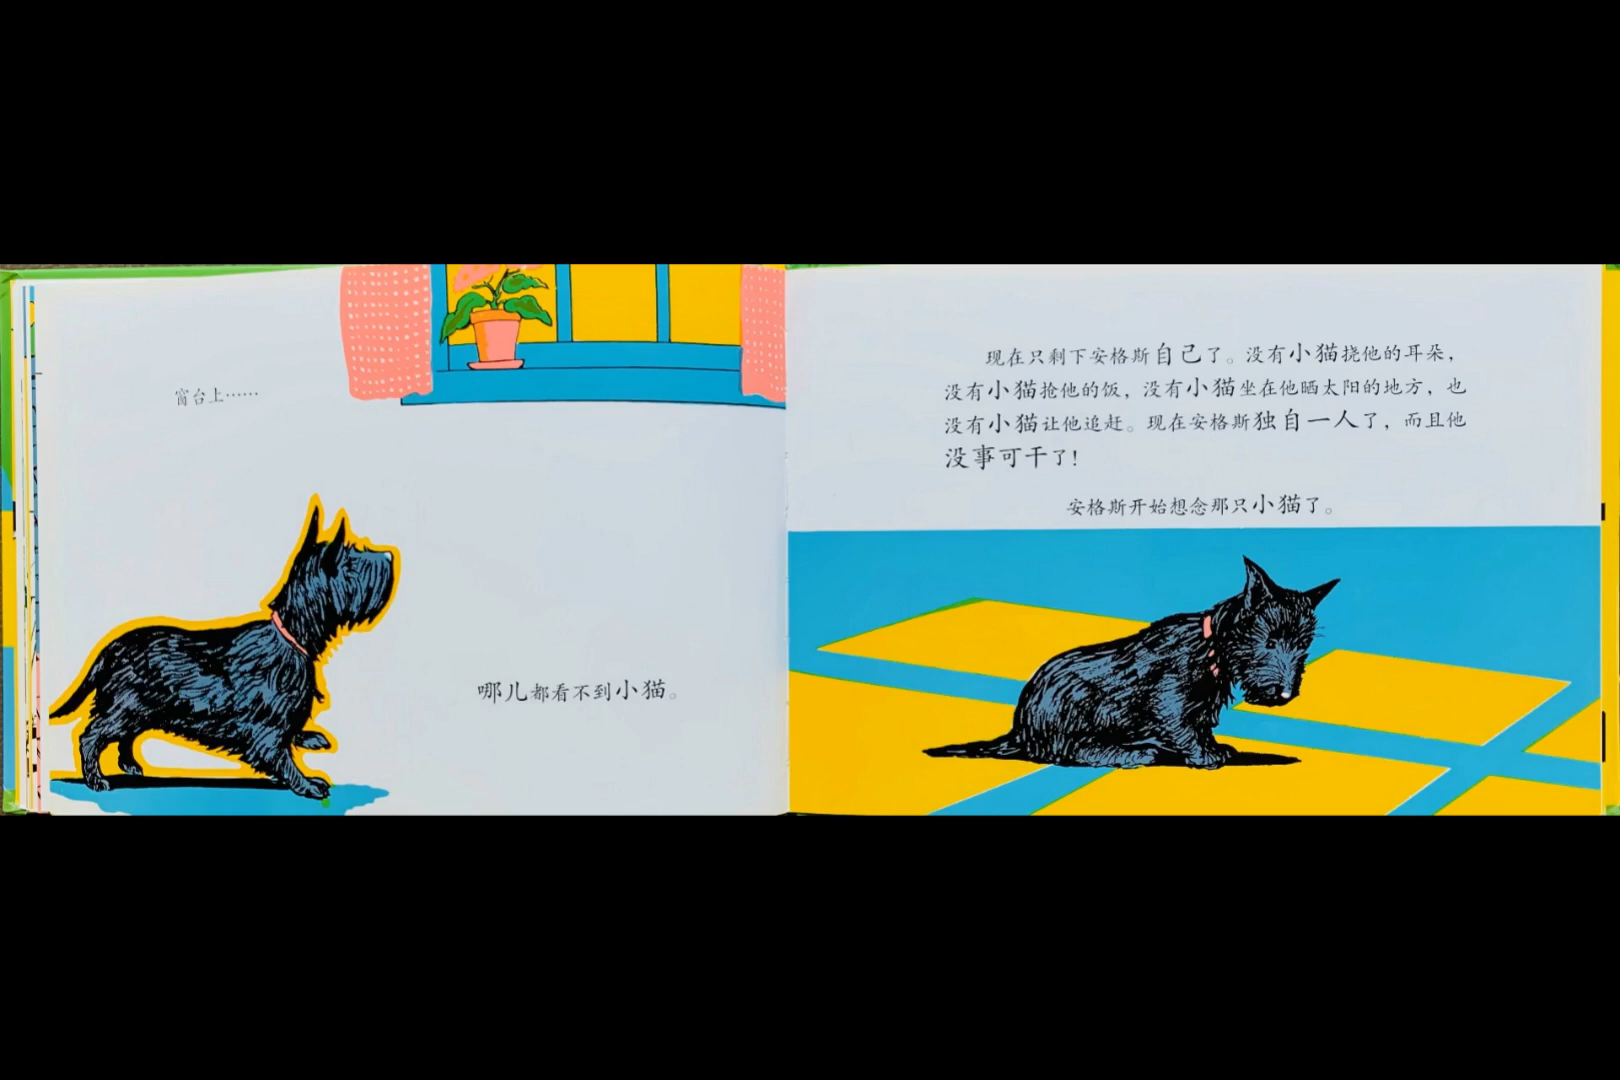 窗台上……
哪儿都看不到小猫。
现在只剩下安格斯自己了。没有小猫挠他的耳朵，
没有小猫抢他的饭，没有小猫坐在他晒太阳的地方，也
没有小猫让他追赶。现在安格斯独自一人了，而且他
没事可干了！
安格斯开始想念那只小猫了。